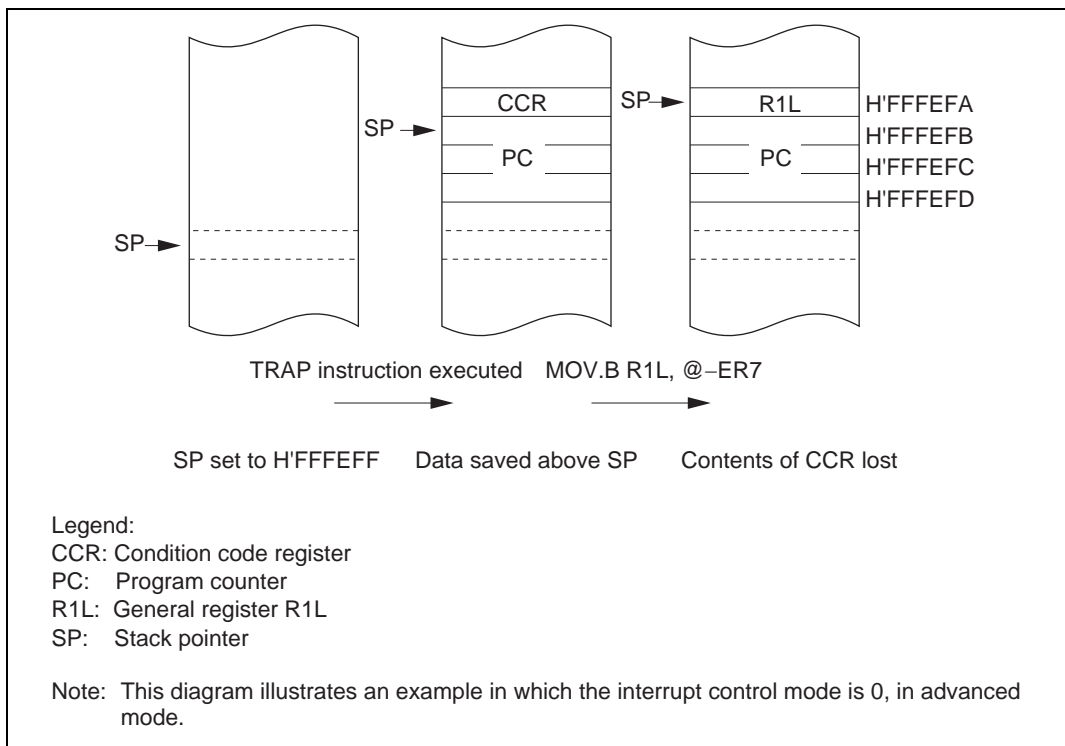 CCR SP R1L H'FFFEFA
SP H'FFFEFB
PC PC H'FFFEFC
H'FFFEFD
SP
TRAP instruction executed MOV.B R1L, @–ER7
SP set to H'FFFEFF Data saved above SP Contents of CCR lost
Legend:
CCR: Condition code register
PC: Program counter
R1L: General register R1L
SP: Stack pointer
Note: This diagram illustrates an example in which the interrupt control mode is 0, in advanced
mode.